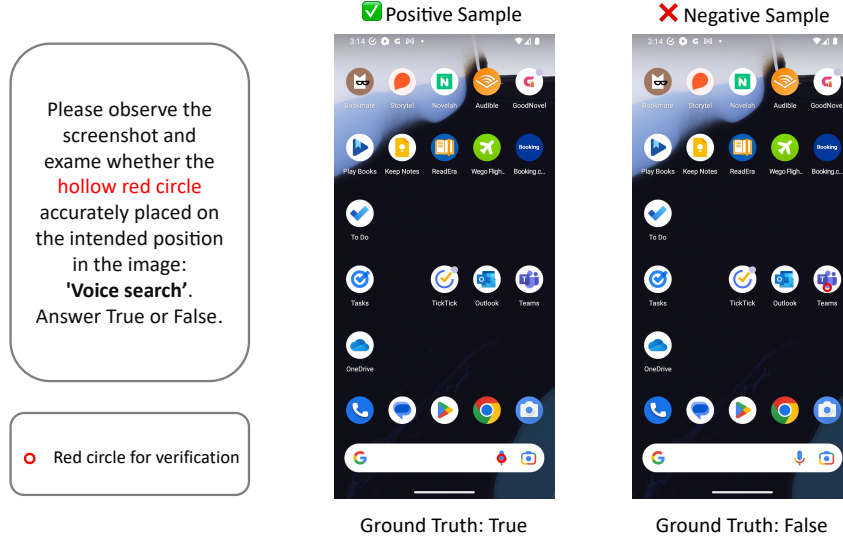 Positive Sample
Negative Sample
Please observe the
screenshot and
exame whether the
hollow red circle
accurately placed on
the intended position
in the image:
'Voice search’.
Answer True or False.
Red circle for verification
3:14
Bookmate Storytel Novelah Audible GoodNovel
Play Books Keep Notes ReadEra Wego Fligh.. Booking.c...
Booking
To Do
Tasks TickTick Outlook Teams
OneDrive
Ground Truth: True
3:14
Bookmate Storytel Novelah Audible GoodNove
Play Books Keep Notes ReadEra Wego Fligh.. Booking.c..
Booking
To Do
Tasks TickTick Outlook Teams
OneDrive
Ground Truth: False